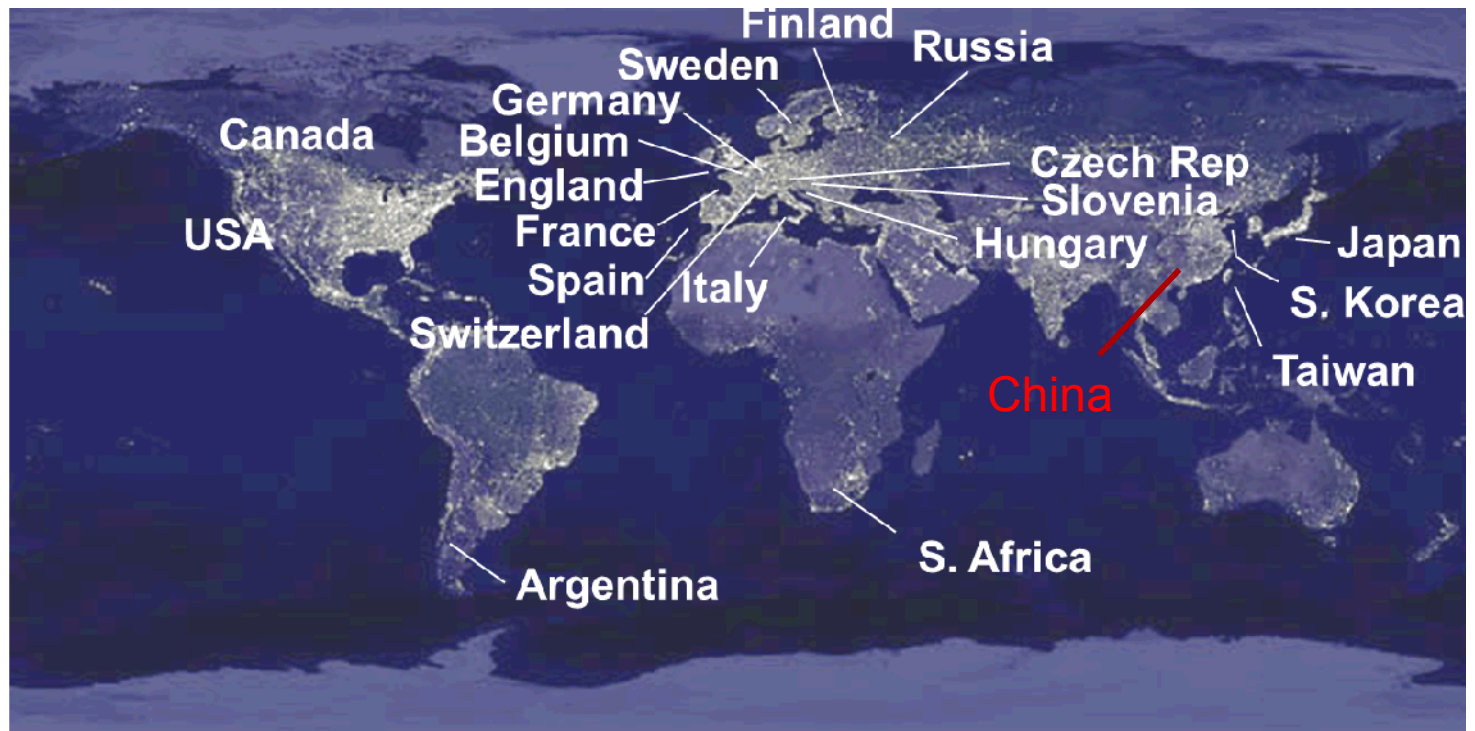 Finland
Russia
Sweden
Germany
Canada
Belgium
Czech Rep
England
Slovenia
France
USA
Hungary
Japan
Spain
Italy
S. Korea
Switzerland
Taiwan
China
S. Africa
Argentina